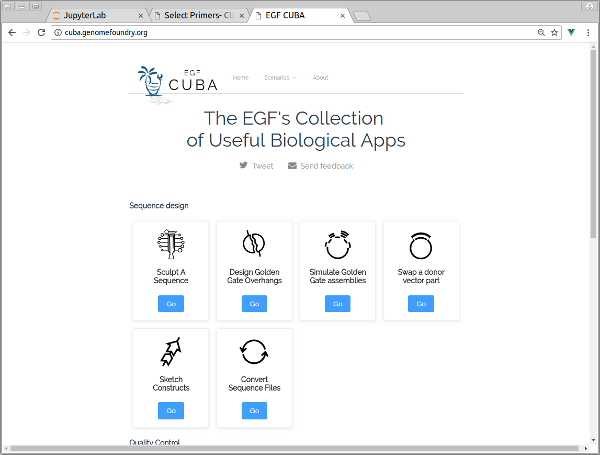 JupyterLab
Select Primers- CU
EGF CUBA
cuba.genomefoundry.org
EGF
CUBA
Home
Scenarios
About
The EGF's Collection
of Useful Biological Apps
Tweet
Send feedback
Sequence design
Sculpt A
Sequence
Go
Design Golden
Gate Overhangs
Go
Simulate Golden
Gate assemblies
Go
Swap a donor
vector part
Go
Sketch
Constructs
Go
Convert
Sequence Files
Go
Quality Control